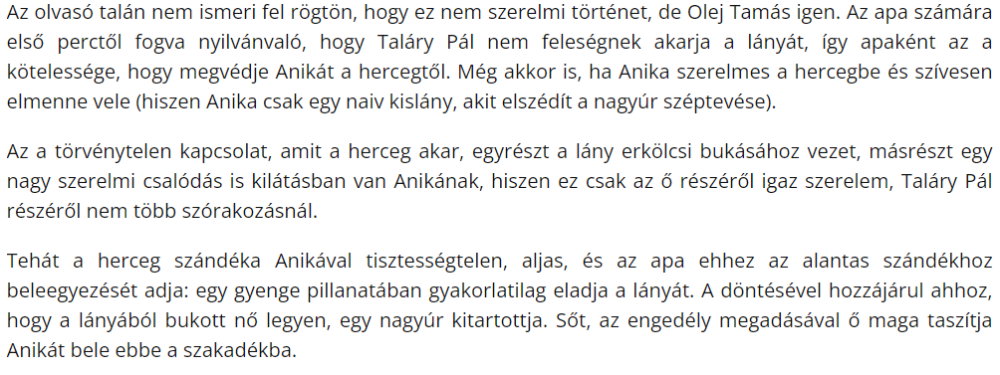 Az olvasó talán nem ismeri fel rögtön, hogy ez nem szerelmi történet, de Olej Tamás igen. Az apa számára
első perctől fogva nyilvánvaló, hogy Taláry Pál nem feleségnek akarja a lányát, így apaként az a
kötelessége, hogy megvédje Anikát a hercegtől. Még akkor is, ha Anika szerelmes a hercegbe és szívesen
elmenne vele (hiszen Anika csak egy naiv kislány, akit elszédít a nagyúr széptevése).
Az a törvénytelen kapcsolat, amit a herceg akar, egyrészt a lány erkölcsi bukásához vezet, másrészt egy
nagy szerelmi csalódás is kilátásban van Anikának, hiszen ez csak az ő részéről igaz szerelem, Taláry Pál
részéről nem több szórakozásnál.
Tehát a herceg szándéka Anikával tisztességtelen, aljas, és az apa ehhez az alantas szándékhoz
beleegyezését adja: egy gyenge pillanatában gyakorlatilag eladja a lányát. A döntésével hozzájárul ahhoz,
hogy a lányából bukott nő legyen, egy nagyúr kitartottja. Sőt, az engedély megadásával ő maga taszítja
Anikát bele ebbe a szakadékba.